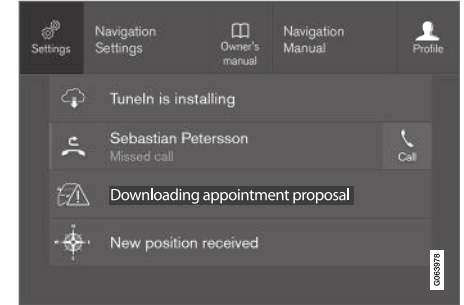 Settings
Navigation
Settings
Owner's
manual
Navigation
Manual
Profile
TuneIn is installing
Sebastian Petersson
Missed call
Call
Downloading appointment proposal
New position received
G063978